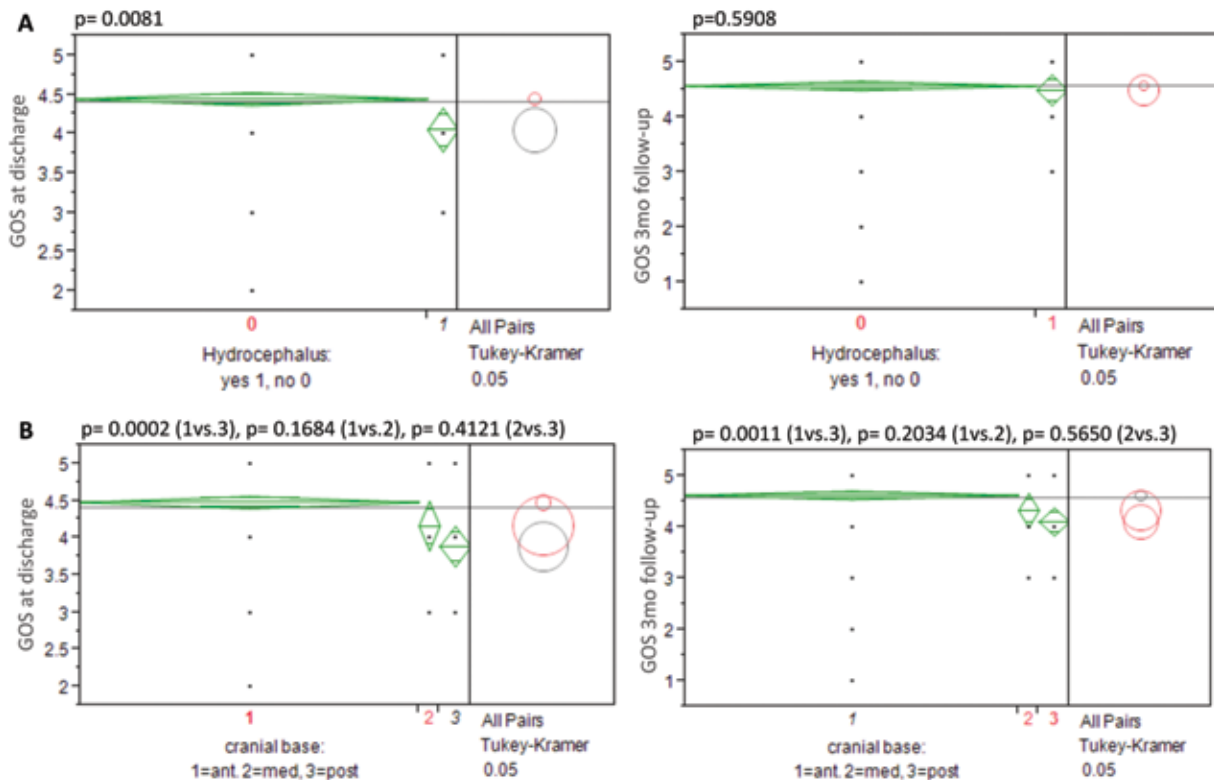 A
p= 0.0081
GOS at discharge
5
4.5
4
3.5
3
2.5
2
0
1
All Pairs
Hydrocephalus:
Tukey-Kramer
yes 1, no 0
0.05
p=0.5908
GOS 3mo follow-up
5
4
3
2
1
0
1
All Pairs
Hydrocephalus:
Tukey-Kramer
yes 1, no 0
0.05
B
p= 0.0002 (1vs.3), p= 0.1684 (1vs.2), p= 0.4121 (2vs.3)
GOS at discharge
5
4.5
4
3.5
3
2.5
2
1
2
3
All Pairs
cranial base:
Tukey-Kramer
1=ant. 2=med, 3=post
0.05
p= 0.0011 (1vs.3), p= 0.2034 (1vs.2), p= 0.5650 (2vs.3)
GOS 3mo follow-up
5
4
3
2
1
1
2
3
All Pairs
cranial base:
Tukey-Kramer
1=ant. 2=med, 3=post
0.05